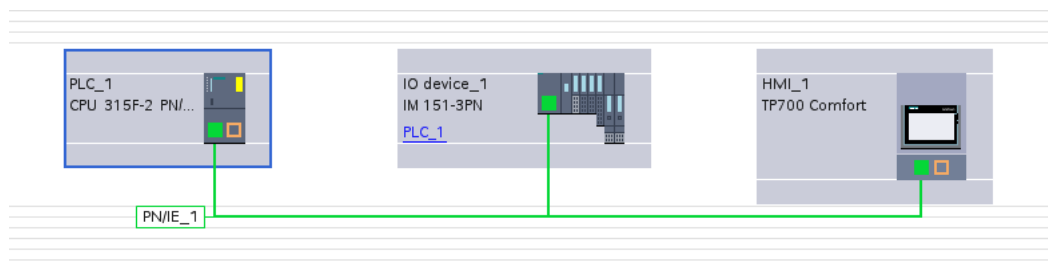 PLC_1
CPU 315F-2 PN/...
IO device_1
IM 151-3PN
PLC_1
HMI_1
TP700 Comfort
PN/IE_1